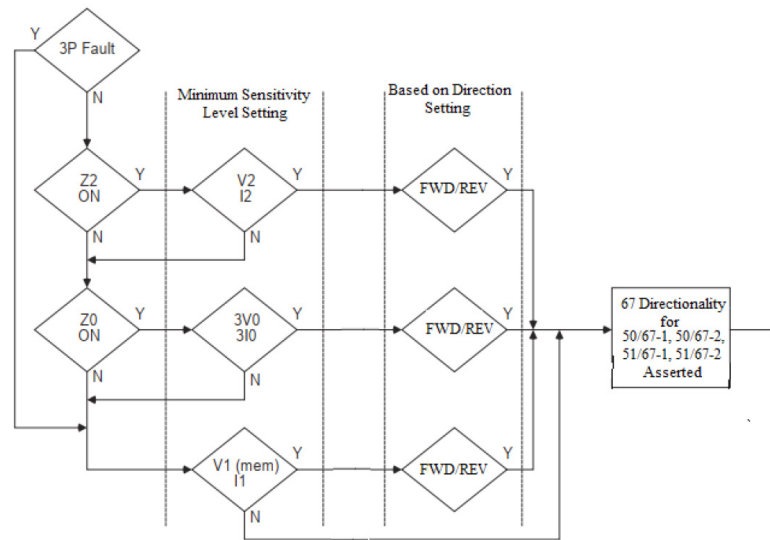 Y
3P Fault
N
Minimum Sensitivity
Level Setting
Based on Direction
Setting
Z2
ON
Y
N
V2
I2
Y
N
FWD/REV
Y
Z0
ON
Y
N
3V0
3I0
Y
N
FWD/REV
Y
67 Directionality
for
50/67-1, 50/67-2,
51/67-1, 51/67-2
Asserted
V1 (mem)
I1
Y
N
FWD/REV
Y